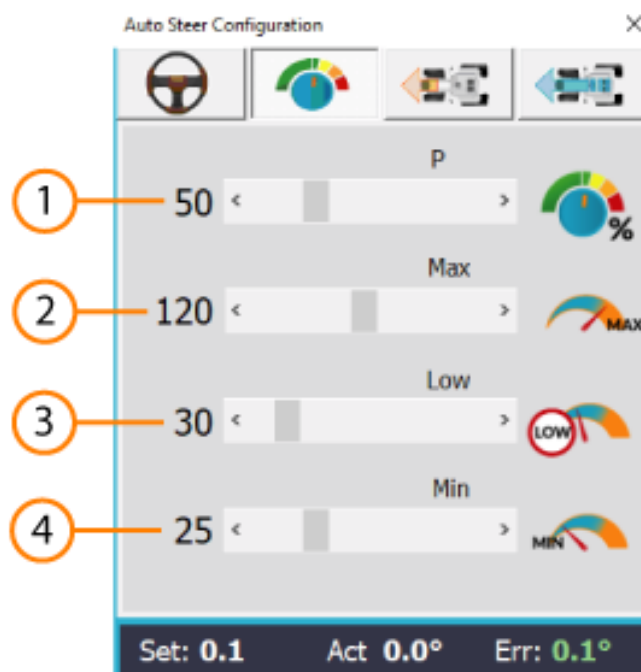 Auto Steer Configuration
P
1 50 %
Max
2 120 MAX
Low
3 30 LOW
Min
4 25 MIN
Set: 0.1 Act 0.0° Err: 0.1°